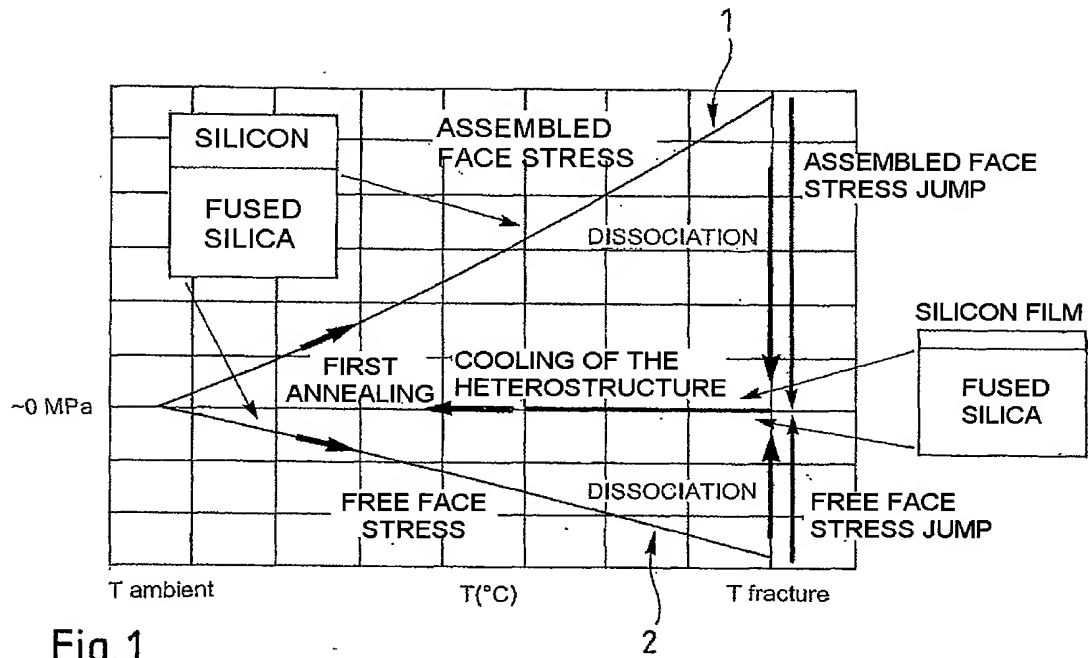 1
SILICON
FUSED
SILICA
ASSEMBLED
FACE STRESS
ASSEMBLED FACE
STRESS JUMP
DISSOCIATION
SILICON FILM
FUSED
SILICA
FIRST
ANNEALING
COOLING OF THE
HETEROSTRUCTURE
~0 MPa
DISSOCIATION
FREE FACE
STRESS
FREE FACE
STRESS JUMP
T ambient
T(°C)
T fracture
2
Fig.1